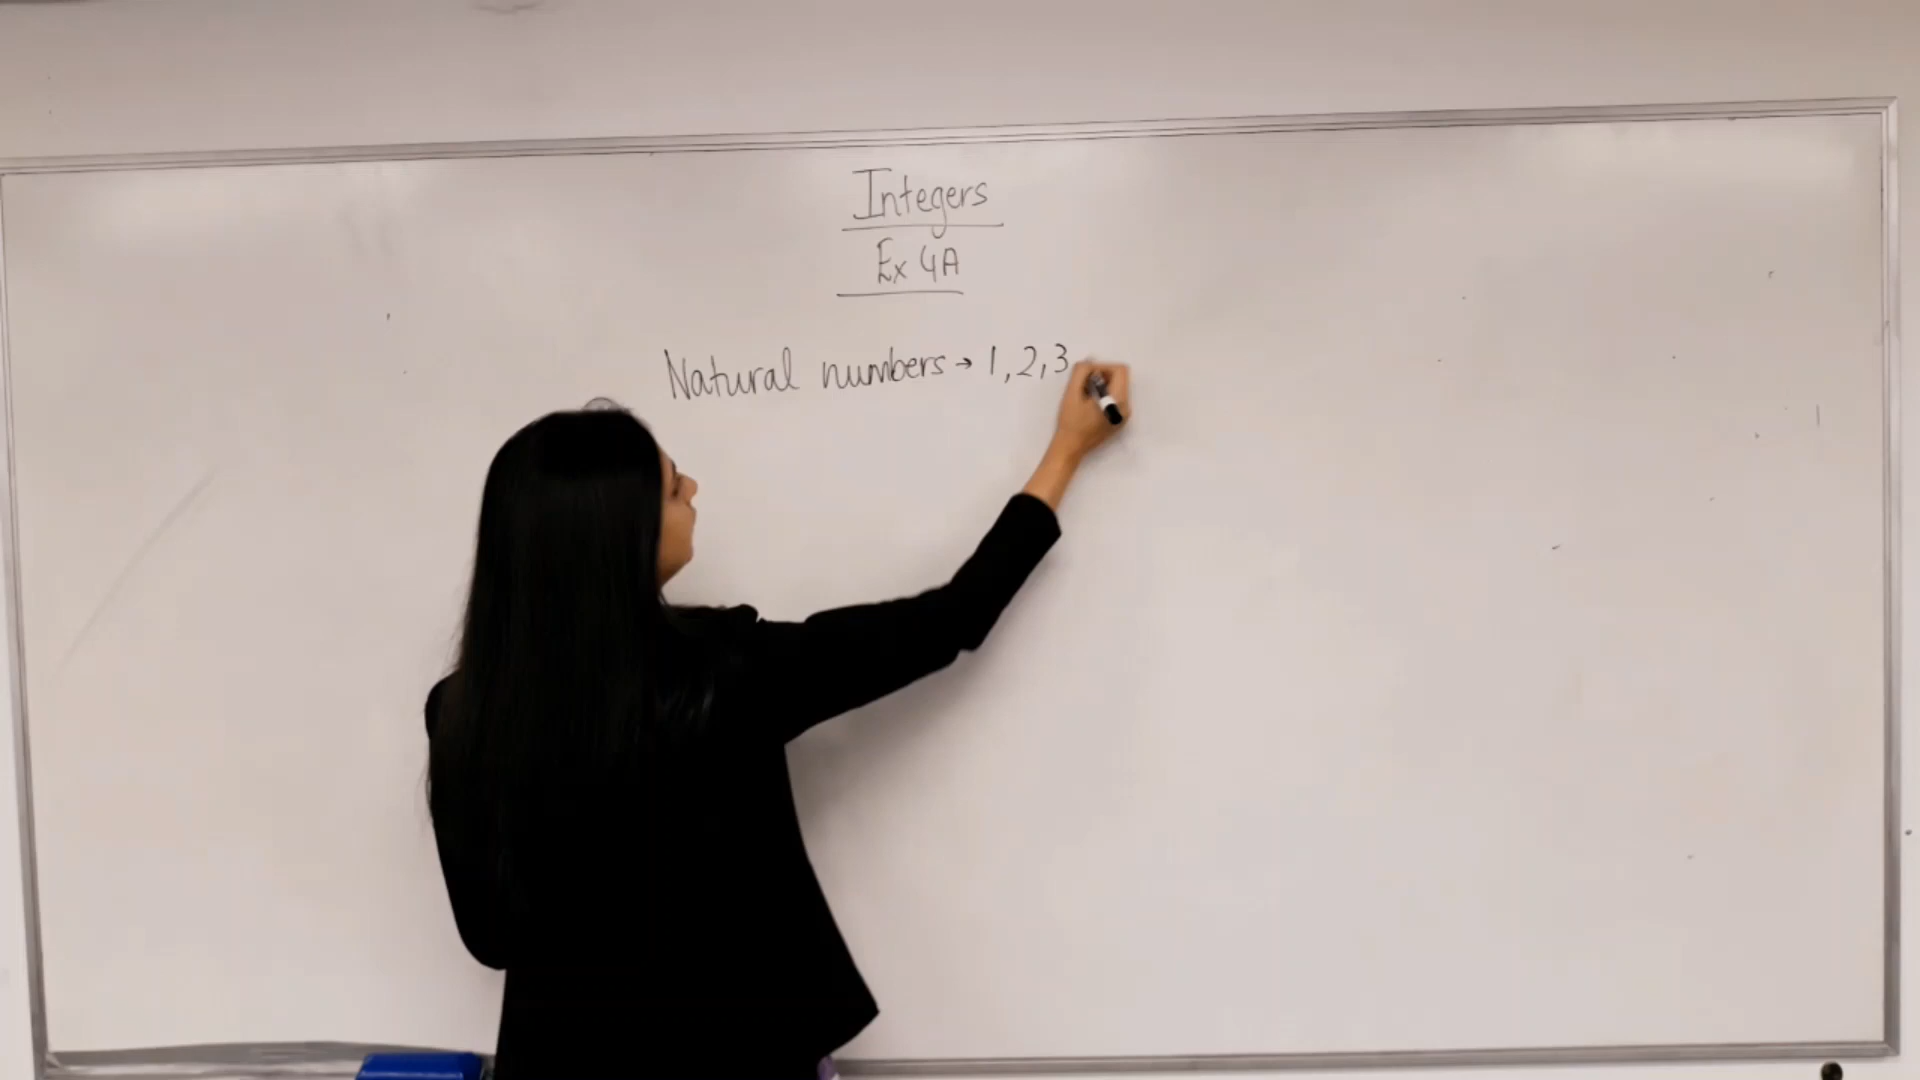 Integers
Ex 4A
Natural numbers → 1, 2, 3